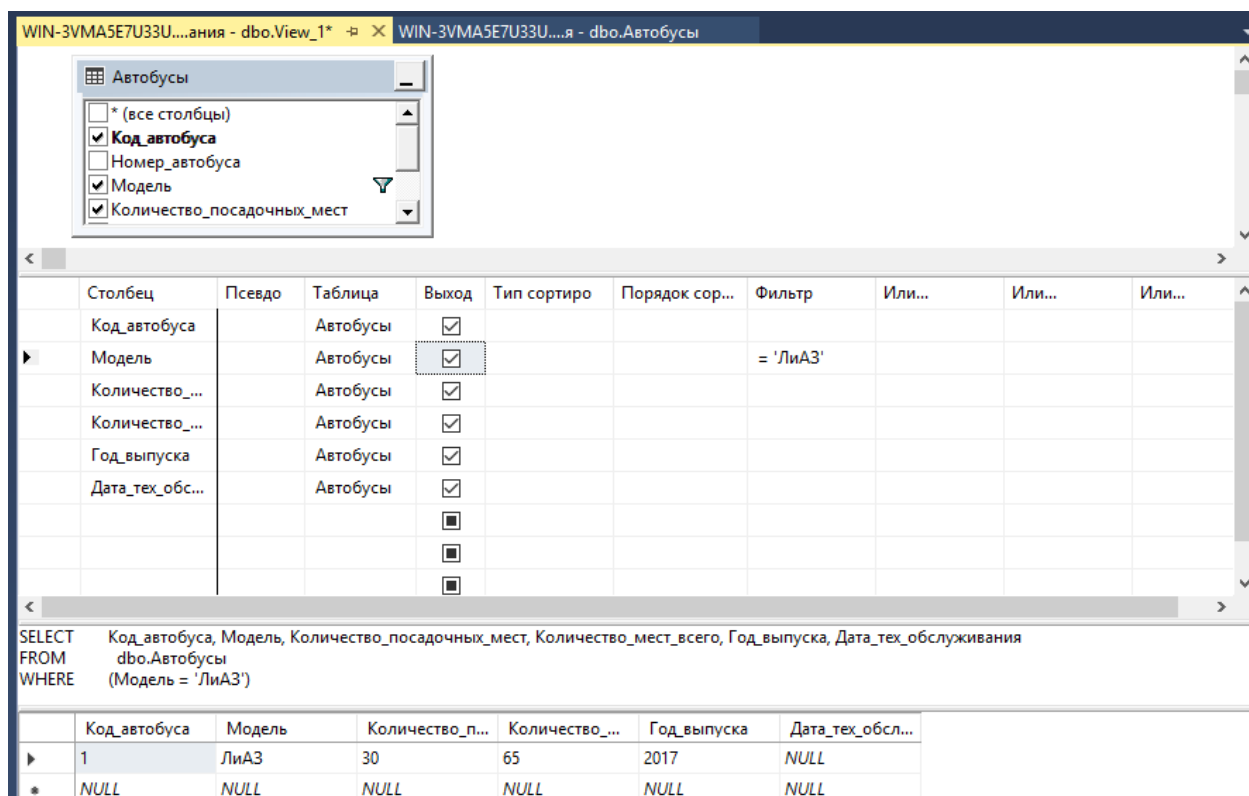 WIN-3VMA5E7U33U....ания - dbo.View_1* WIN-3VMA5E7U33U....я - dbo.Автобусы
Автобусы
* (все столбцы)
Код_автобуса
Номер_автобуса
Модель
Количество_посадочных_мест
Столбец Псевдо Таблица Выход Тип сортиро Порядок сор... Фильтр Или... Или... Или...
Код_автобуса Автобусы
Модель Автобусы = 'ЛиАЗ'
Количество_... Автобусы
Количество_... Автобусы
Год_выпуска Автобусы
Дата_тех_обс... Автобусы
SELECT Код_автобуса, Модель, Количество_посадочных_мест, Количество_мест_всего, Год_выпуска, Дата_тех_обслуживания
FROM dbo.Автобусы
WHERE (Модель = 'ЛиАЗ')
Код_автобуса Модель Количество_п... Количество_... Год_выпуска Дата_тех_обсл...
1 ЛиАЗ 30 65 2017 NULL
NULL NULL NULL NULL NULL NULL